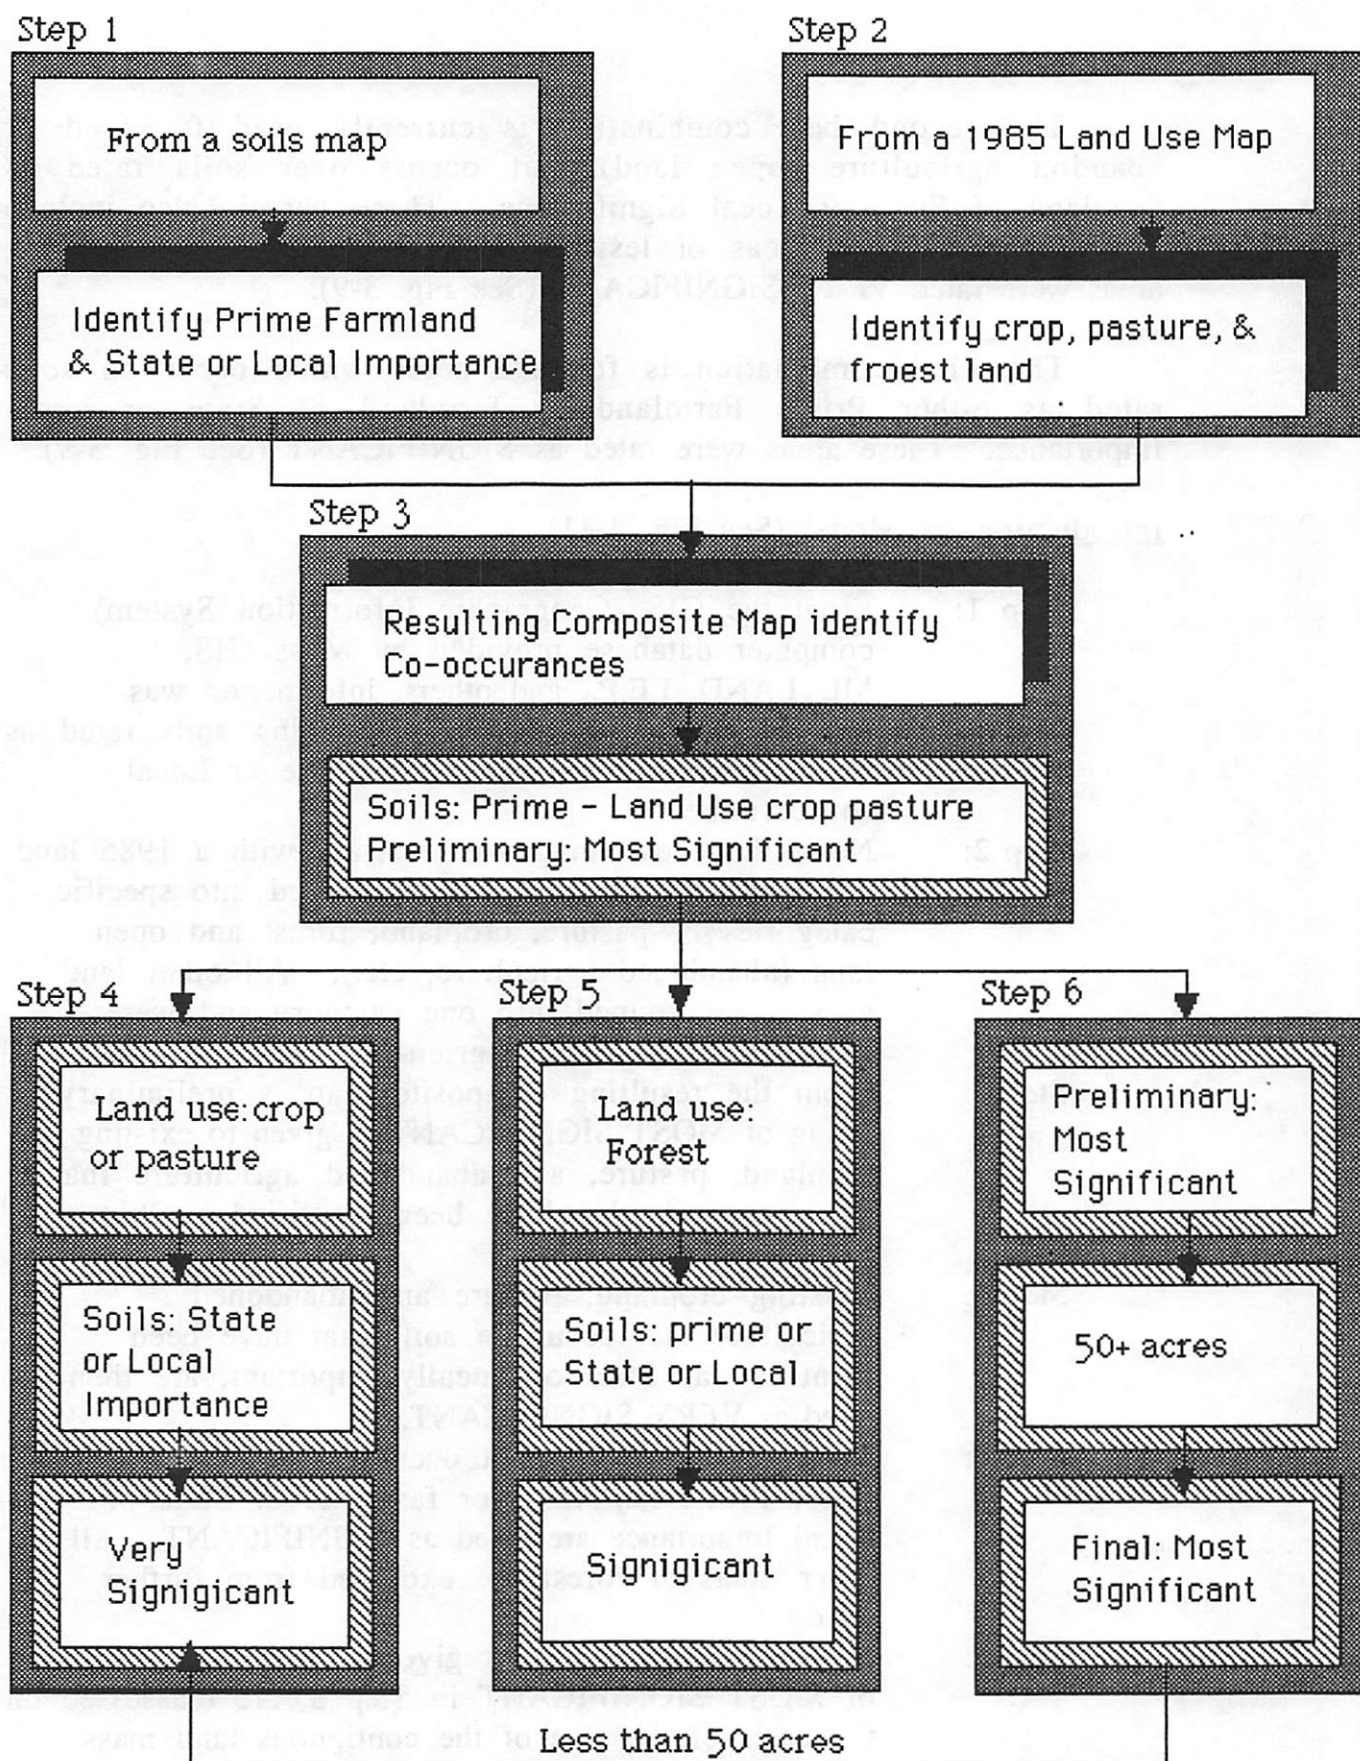 Step 1
From a soils map
Identify Prime Farmland
& State or Local Importance
Step 2
From a 1985 Land Use Map
Identify crop, pasture, &
froest land
Step 3
Resulting Composite Map identify
Co-occurances
Soils: Prime - Land Use crop pasture
Preliminary: Most Significant
Step 4
Land use: crop
or pasture
Soils: State
or Local
Importance
very
Signigicant
Step 5
Land use:
Forest
Soils: prime or
State or Local
Signigicant
Step 6
Preliminary:
Most
Significant
50+ acres
Final: Most
Significant
Less than 50 acres